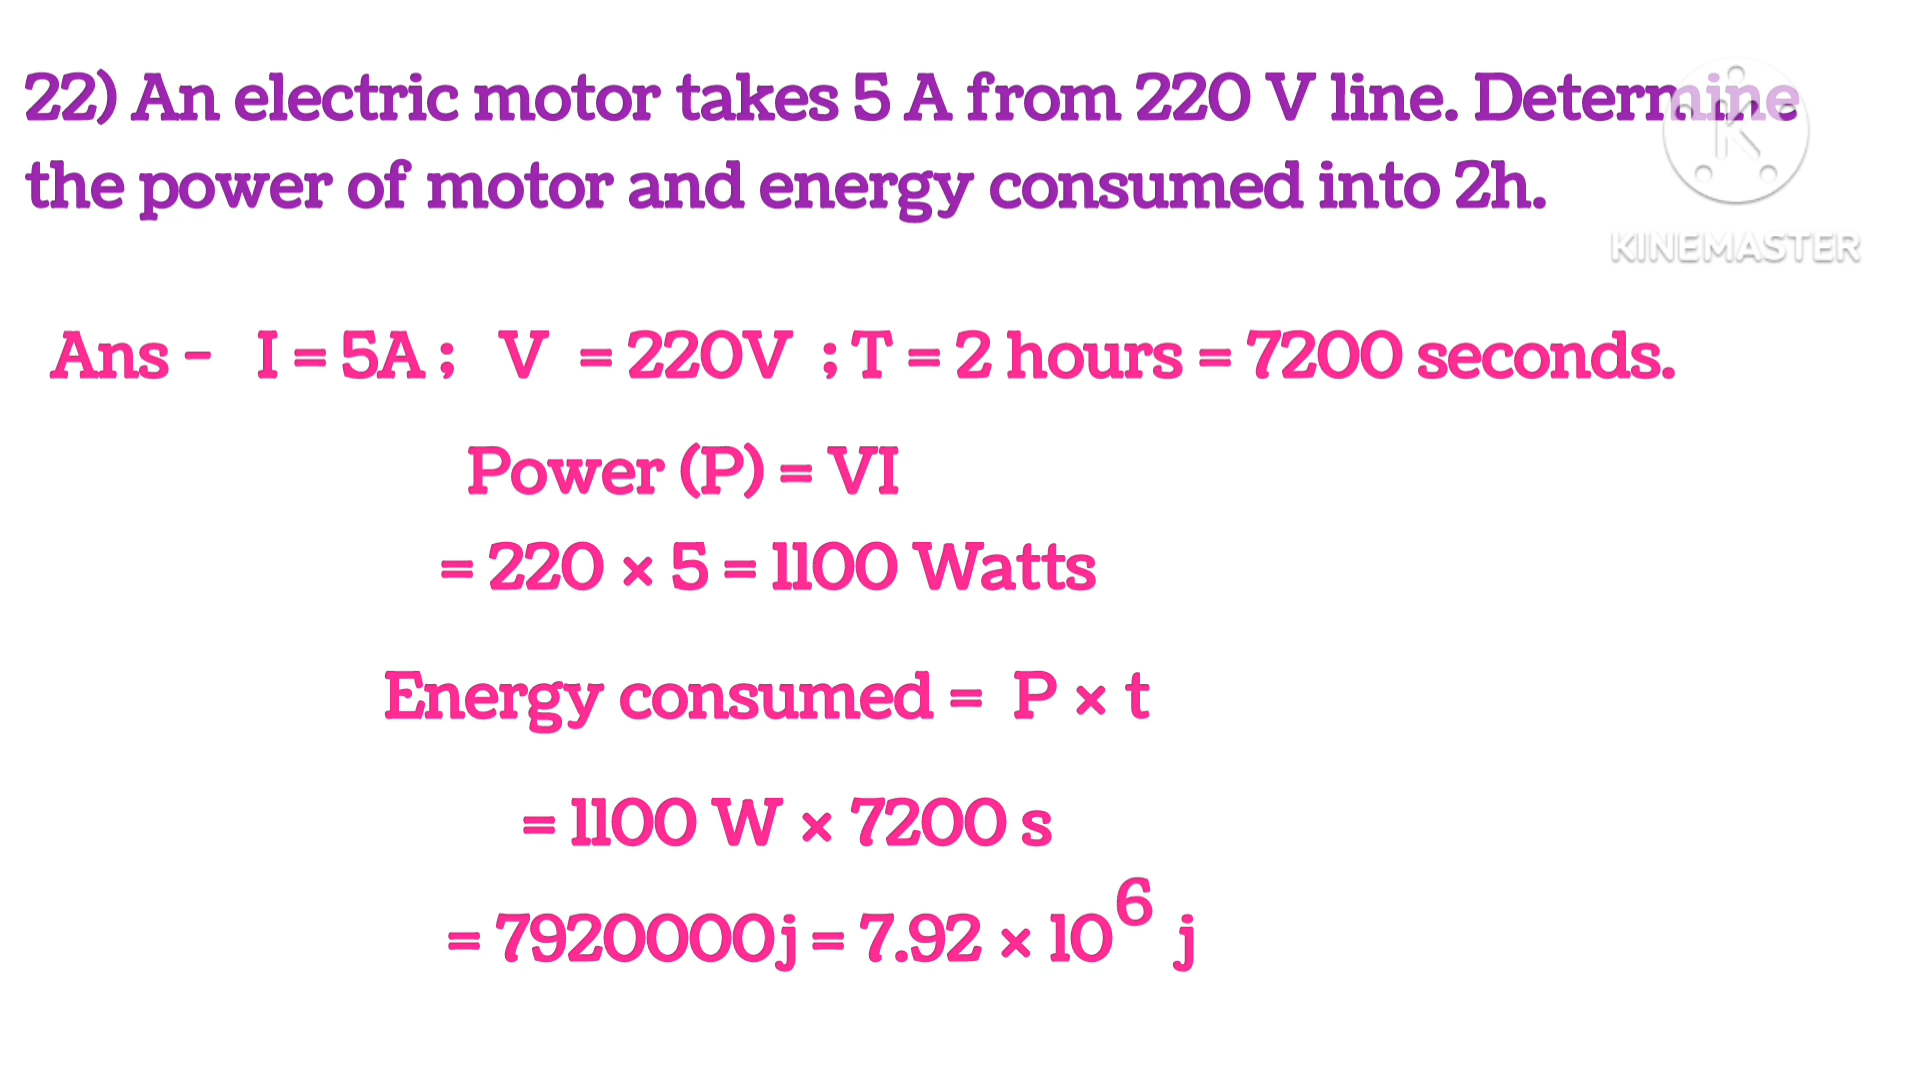 22) An electric motor takes 5 A from 220 V line. Determine
the power of motor and energy consumed into 2h.
KINEMASTER
Ans - I = 5A ; V = 220V ; T = 2 hours = 7200 seconds.
Power (P) = VI
= 220 × 5 = 1100 Watts
Energy consumed = P × t
= 1100 W × 7200 s
= 7920000j = 7.92 × 10⁶ j